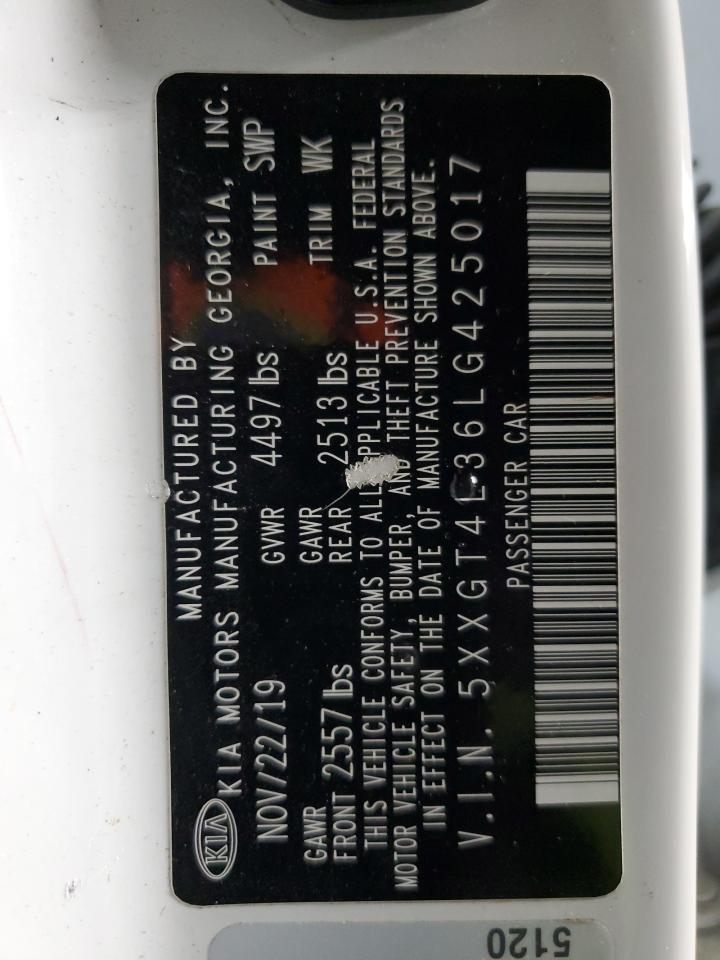 MANUFACTURED BY
KIA KIA MOTORS MANUFACTURING GEORGIA, INC.
NOV/22/19 GVWR 4497 lbs PAINT SWP
GAWR FRONT 2557 lbs GAWR REAR 2513 lbs TRIM WK
THIS VEHICLE CONFORMS TO ALL APPLICABLE U.S.A. FEDERAL
MOTOR VEHICLE SAFETY, BUMPER, AND THEFT PREVENTION STANDARDS
IN EFFECT ON THE DATE OF MANUFACTURE SHOWN ABOVE.
V.I.N. 5XXGT4L36LG425017
PASSENGER CAR
5120